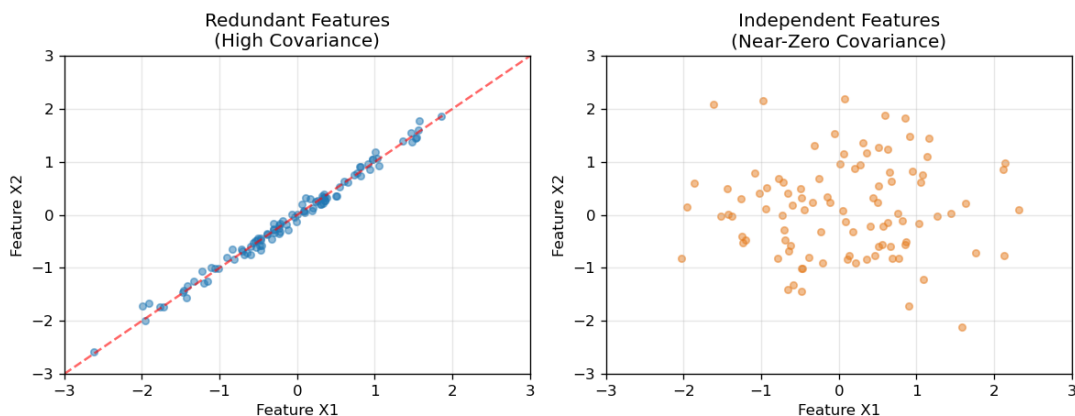 Redundant Features
(High Covariance)
3
2
1
0
−1
−2
−3
Feature X2
−3 −2 −1 0 1 2 3
Feature X1
Independent Features
(Near-Zero Covariance)
3
2
1
0
−1
−2
−3
Feature X2
−3 −2 −1 0 1 2 3
Feature X1